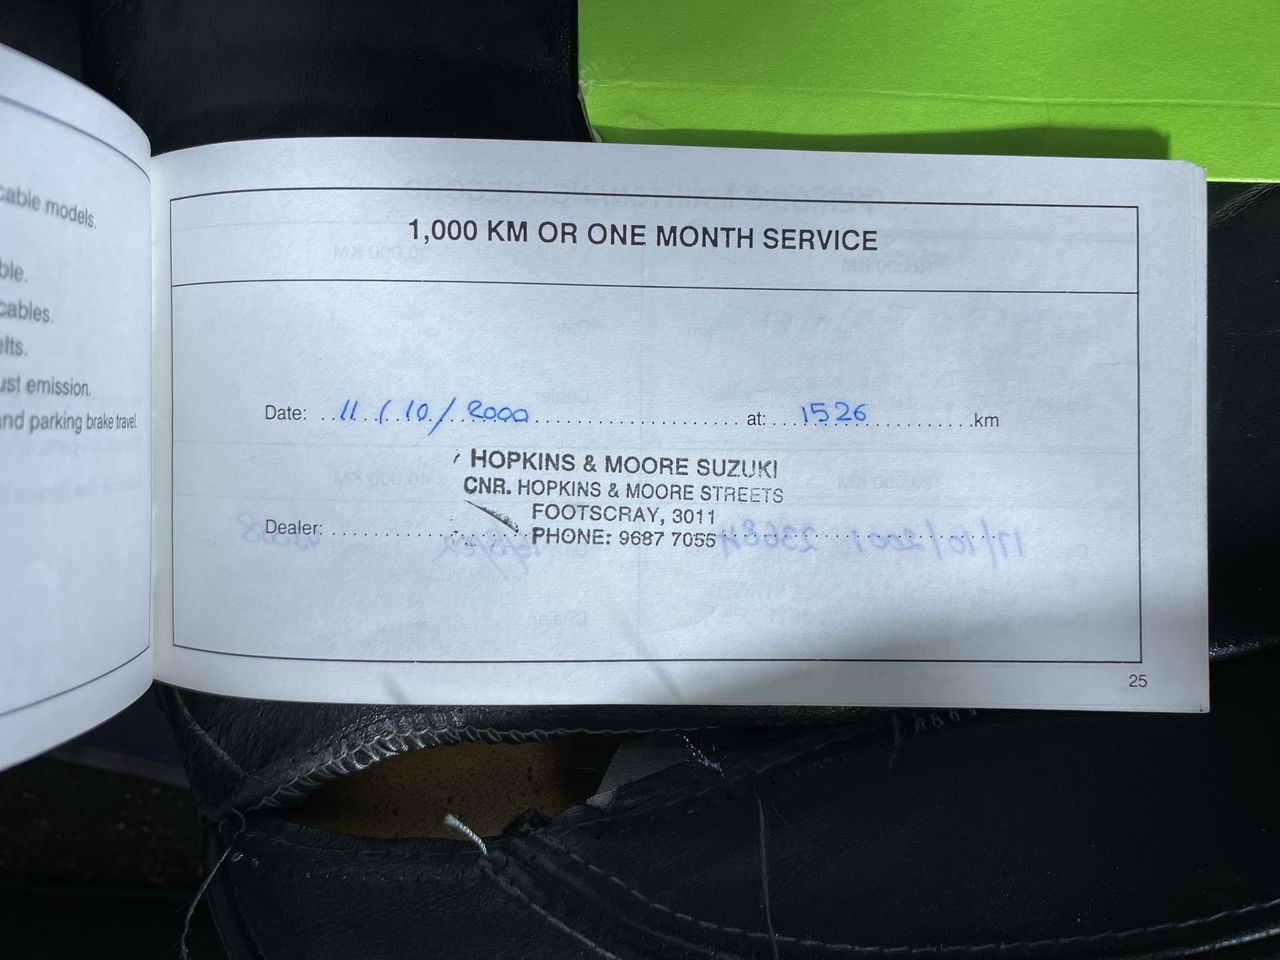 cable models.
ble.
cables.
elts.
ust emission.
and parking brake travel.
1,000 KM OR ONE MONTH SERVICE
Date: 11/10/2000 at: 1526 km
HOPKINS & MOORE SUZUKI
CNR. HOPKINS & MOORE STREETS
FOOTSCRAY, 3011
Dealer: PHONE: 9687 7055
25